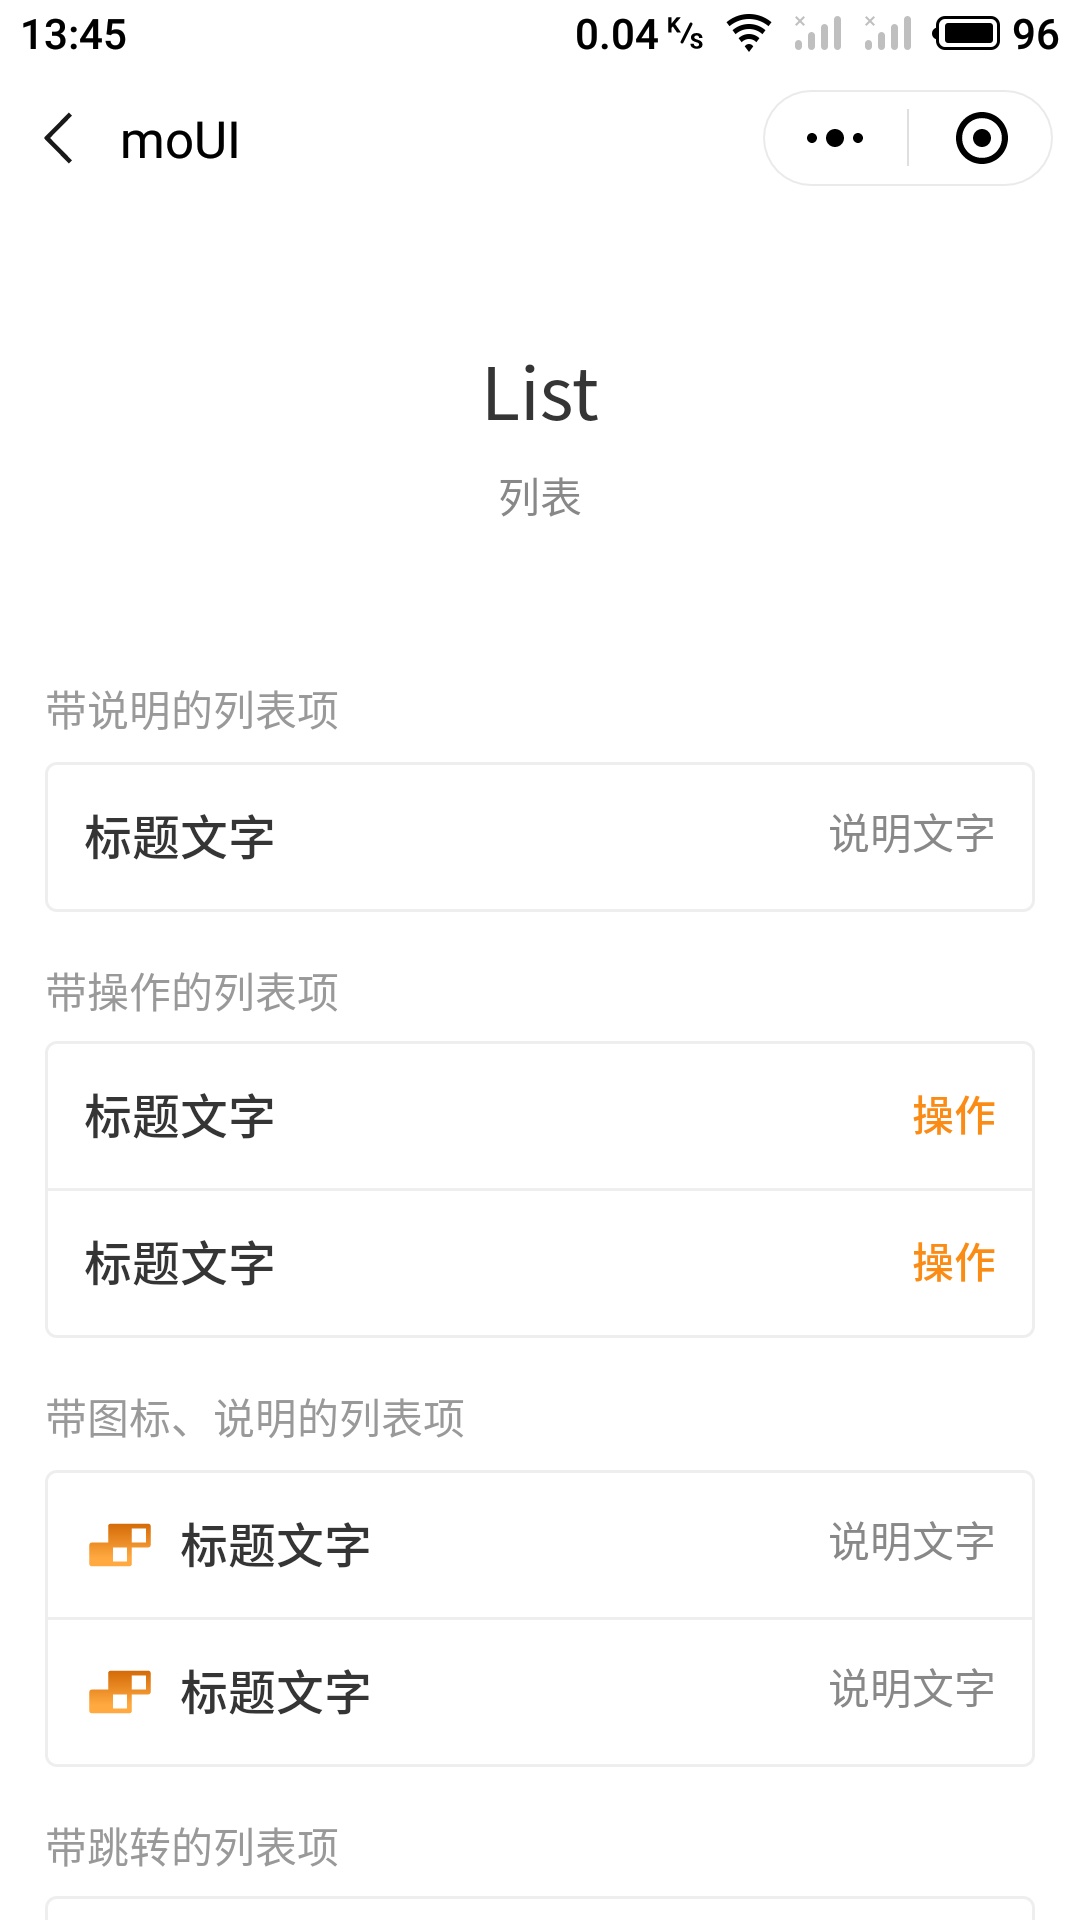 13:45 0.04 K/s 96
moUI
List
列表
带说明的列表项
标题文字 说明文字
带操作的列表项
标题文字 操作
标题文字 操作
带图标、说明的列表项
标题文字 说明文字
标题文字 说明文字
带跳转的列表项